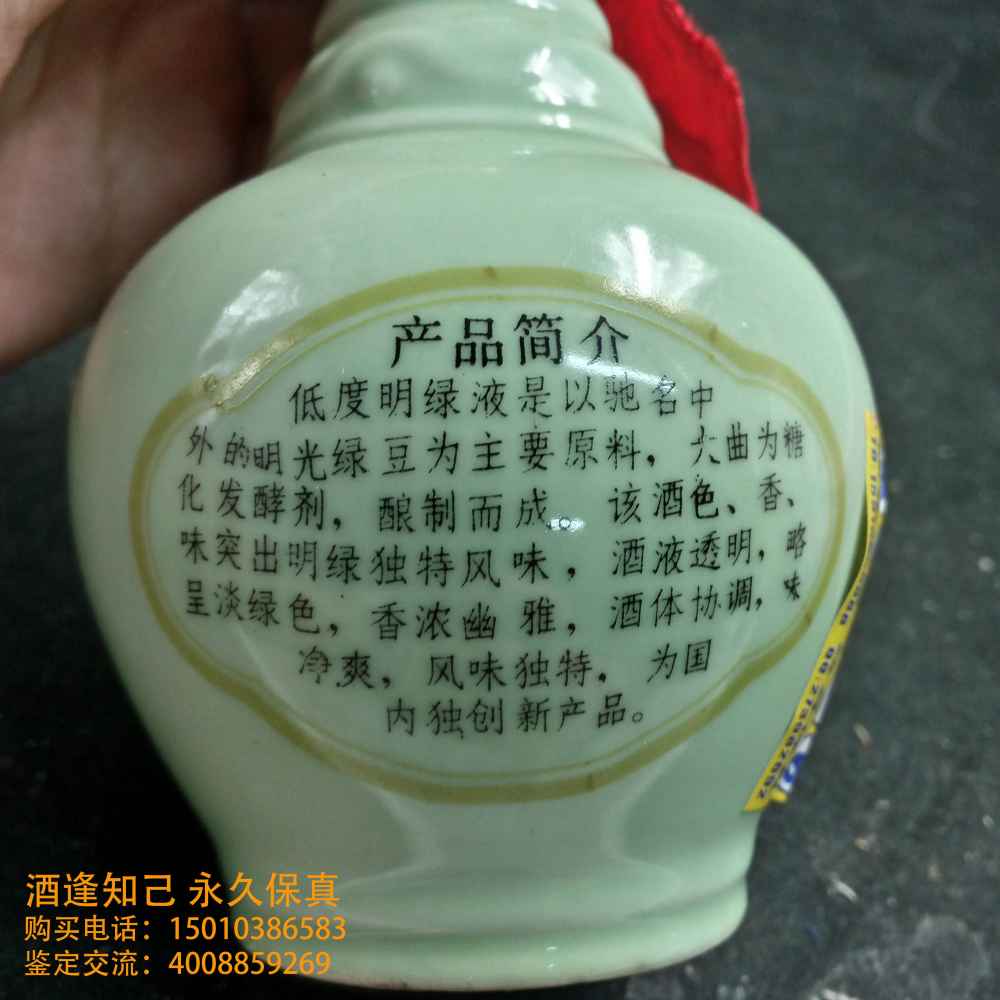 产品简介
低度明绿液是以驰名中
外的明光绿豆为主要原料，大曲为糖
化发酵剂，酿制而成。该酒色、香、
味突出明绿独特风味，酒液透明，略
呈淡绿色，香浓幽雅，酒体协调，味
净爽，风味独特，为国
内独创新产品。
酒逢知己 永久保真
购买电话：15010386583
鉴定交流：4008859269